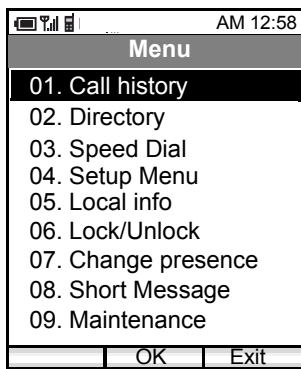 AM 12:58
Menu
01. Call history
02. Directory
03. Speed Dial
04. Setup Menu
05. Local info
06. Lock/Unlock
07. Change presence
08. Short Message
09. Maintenance
OK Exit